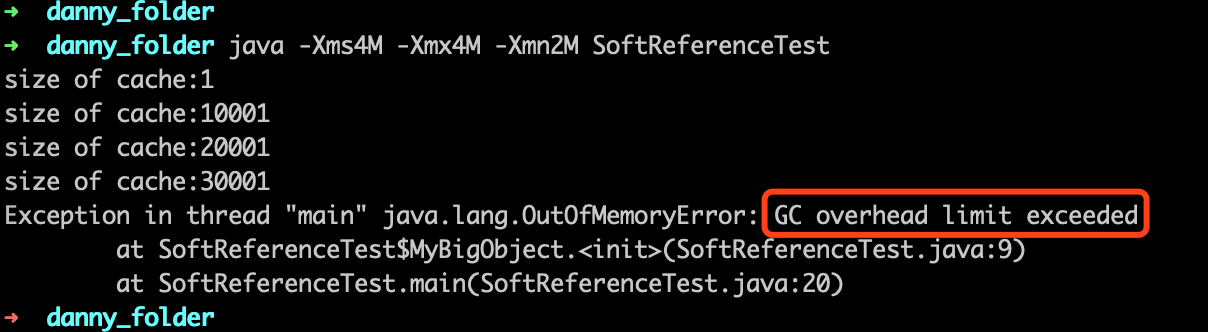 ➜ danny_folder
➜ danny_folder java -Xms4M -Xmx4M -Xmn2M SoftReferenceTest
size of cache:1
size of cache:10001
size of cache:20001
size of cache:30001
Exception in thread "main" java.lang.OutOfMemoryError: GC overhead limit exceeded
        at SoftReferenceTest$MyBigObject.<init>(SoftReferenceTest.java:9)
        at SoftReferenceTest.main(SoftReferenceTest.java:20)
➜ danny_folder